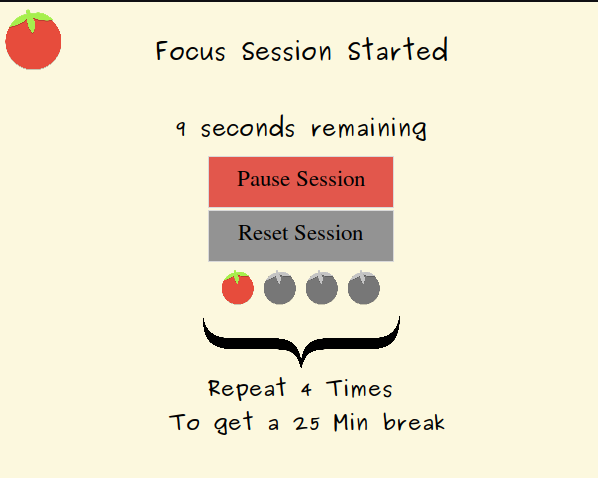 Focus Session Started
9 seconds remaining
Pause Session
Reset Session
Repeat 4 Times
To get a 25 Min break